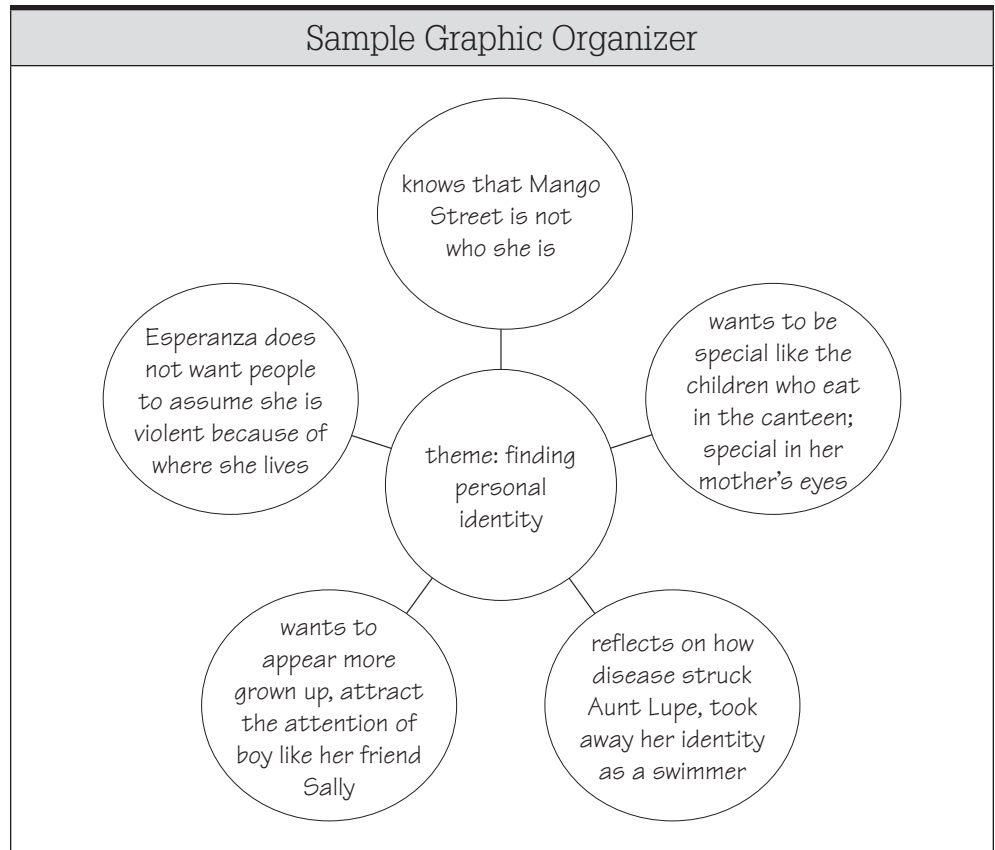 Sample Graphic Organizer
knows that Mango
Street is not
who she is
Esperanza does
not want people
to assume she is
violent because of
where she lives
wants to be
special like the
children who eat
in the canteen;
special in her
mother's eyes
theme: finding
personal
identity
wants to
appear more
grown up, attract
the attention of
boy like her friend
Sally
reflects on how
disease struck
Aunt Lupe, took
away her identity
as a swimmer